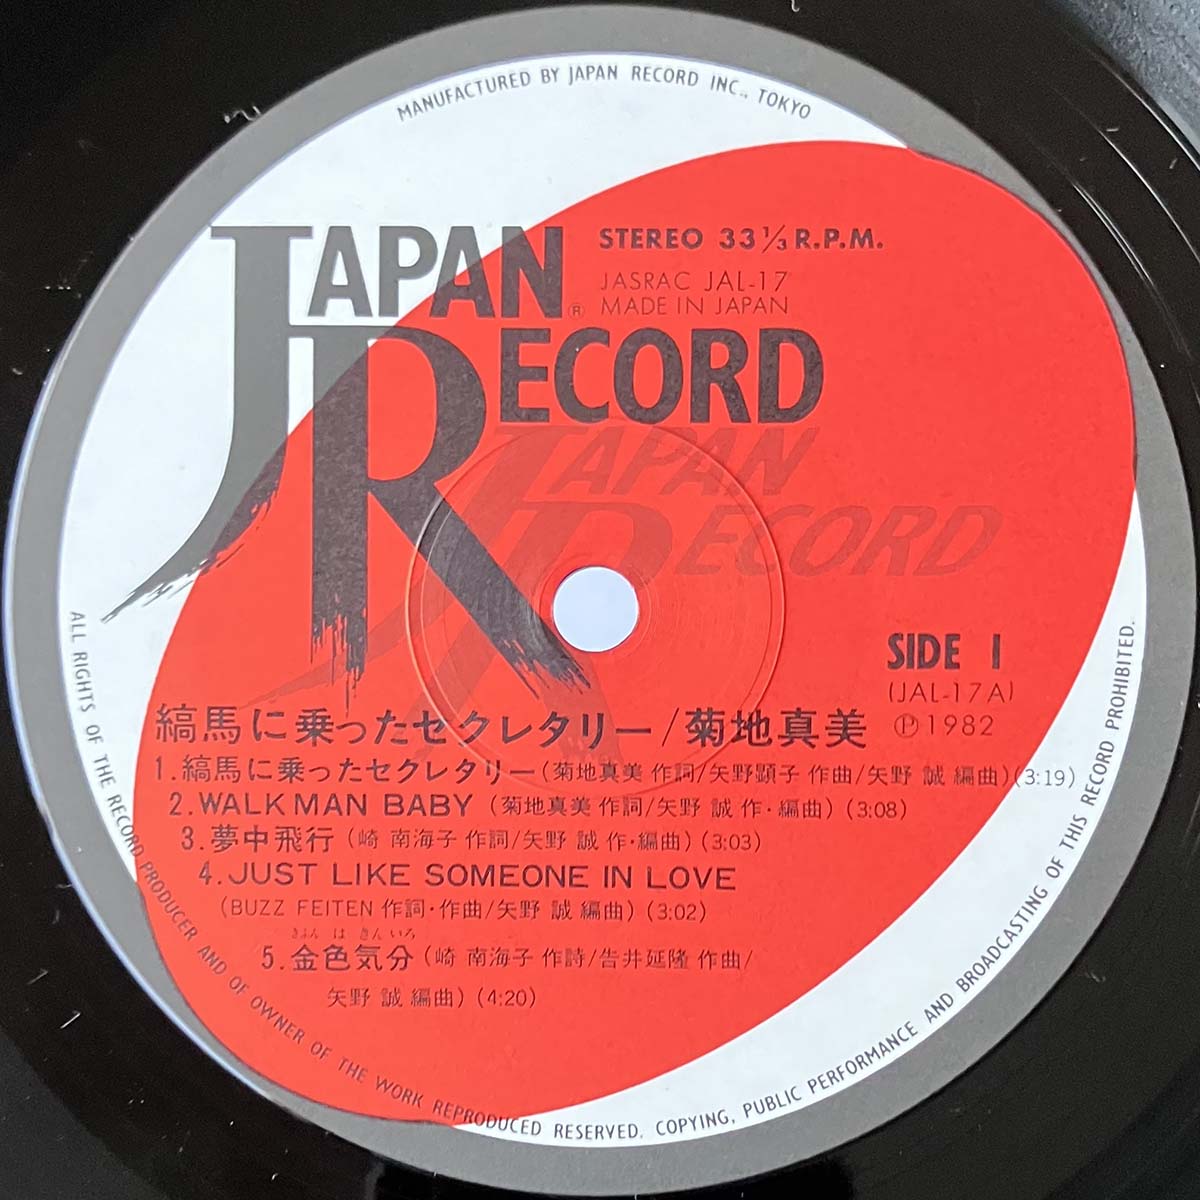 MANUFACTURED BY JAPAN RECORD INC., TOKYO
JAPAN
RECORD
®
STEREO 33 1/3 R.P.M.
JASRAC JAL-17
MADE IN JAPAN
JAPAN
RECORD
SIDE 1
(JAL-17A)
Ⓟ1982
縞馬に乗ったセクレタリー/菊地真美
1.縞馬に乗ったセクレタリー(菊地真美 作詞/矢野顕子 作曲/矢野 誠 編曲)(3:19)
2.WALK MAN BABY (菊地真美 作詞/矢野 誠 作・編曲)(3:08)
3.夢中飛行(崎 南海子 作詞/矢野 誠 作・編曲)(3:03)
4.JUST LIKE SOMEONE IN LOVE
(BUZZ FEITEN 作詞・作曲/矢野 誠 編曲)(3:02)
きぶん は きん いろ
5.金色気分(崎 南海子 作詩/告井延隆 作曲/
矢野 誠 編曲)(4:20)
ALL RIGHTS OF THE RECORD PRODUCER AND OF OWNER OF THE WORK REPRODUCED RESERVED. COPYING, PUBLIC PERFORMANCE AND BROADCASTING OF THIS RECORD PROHIBITED.